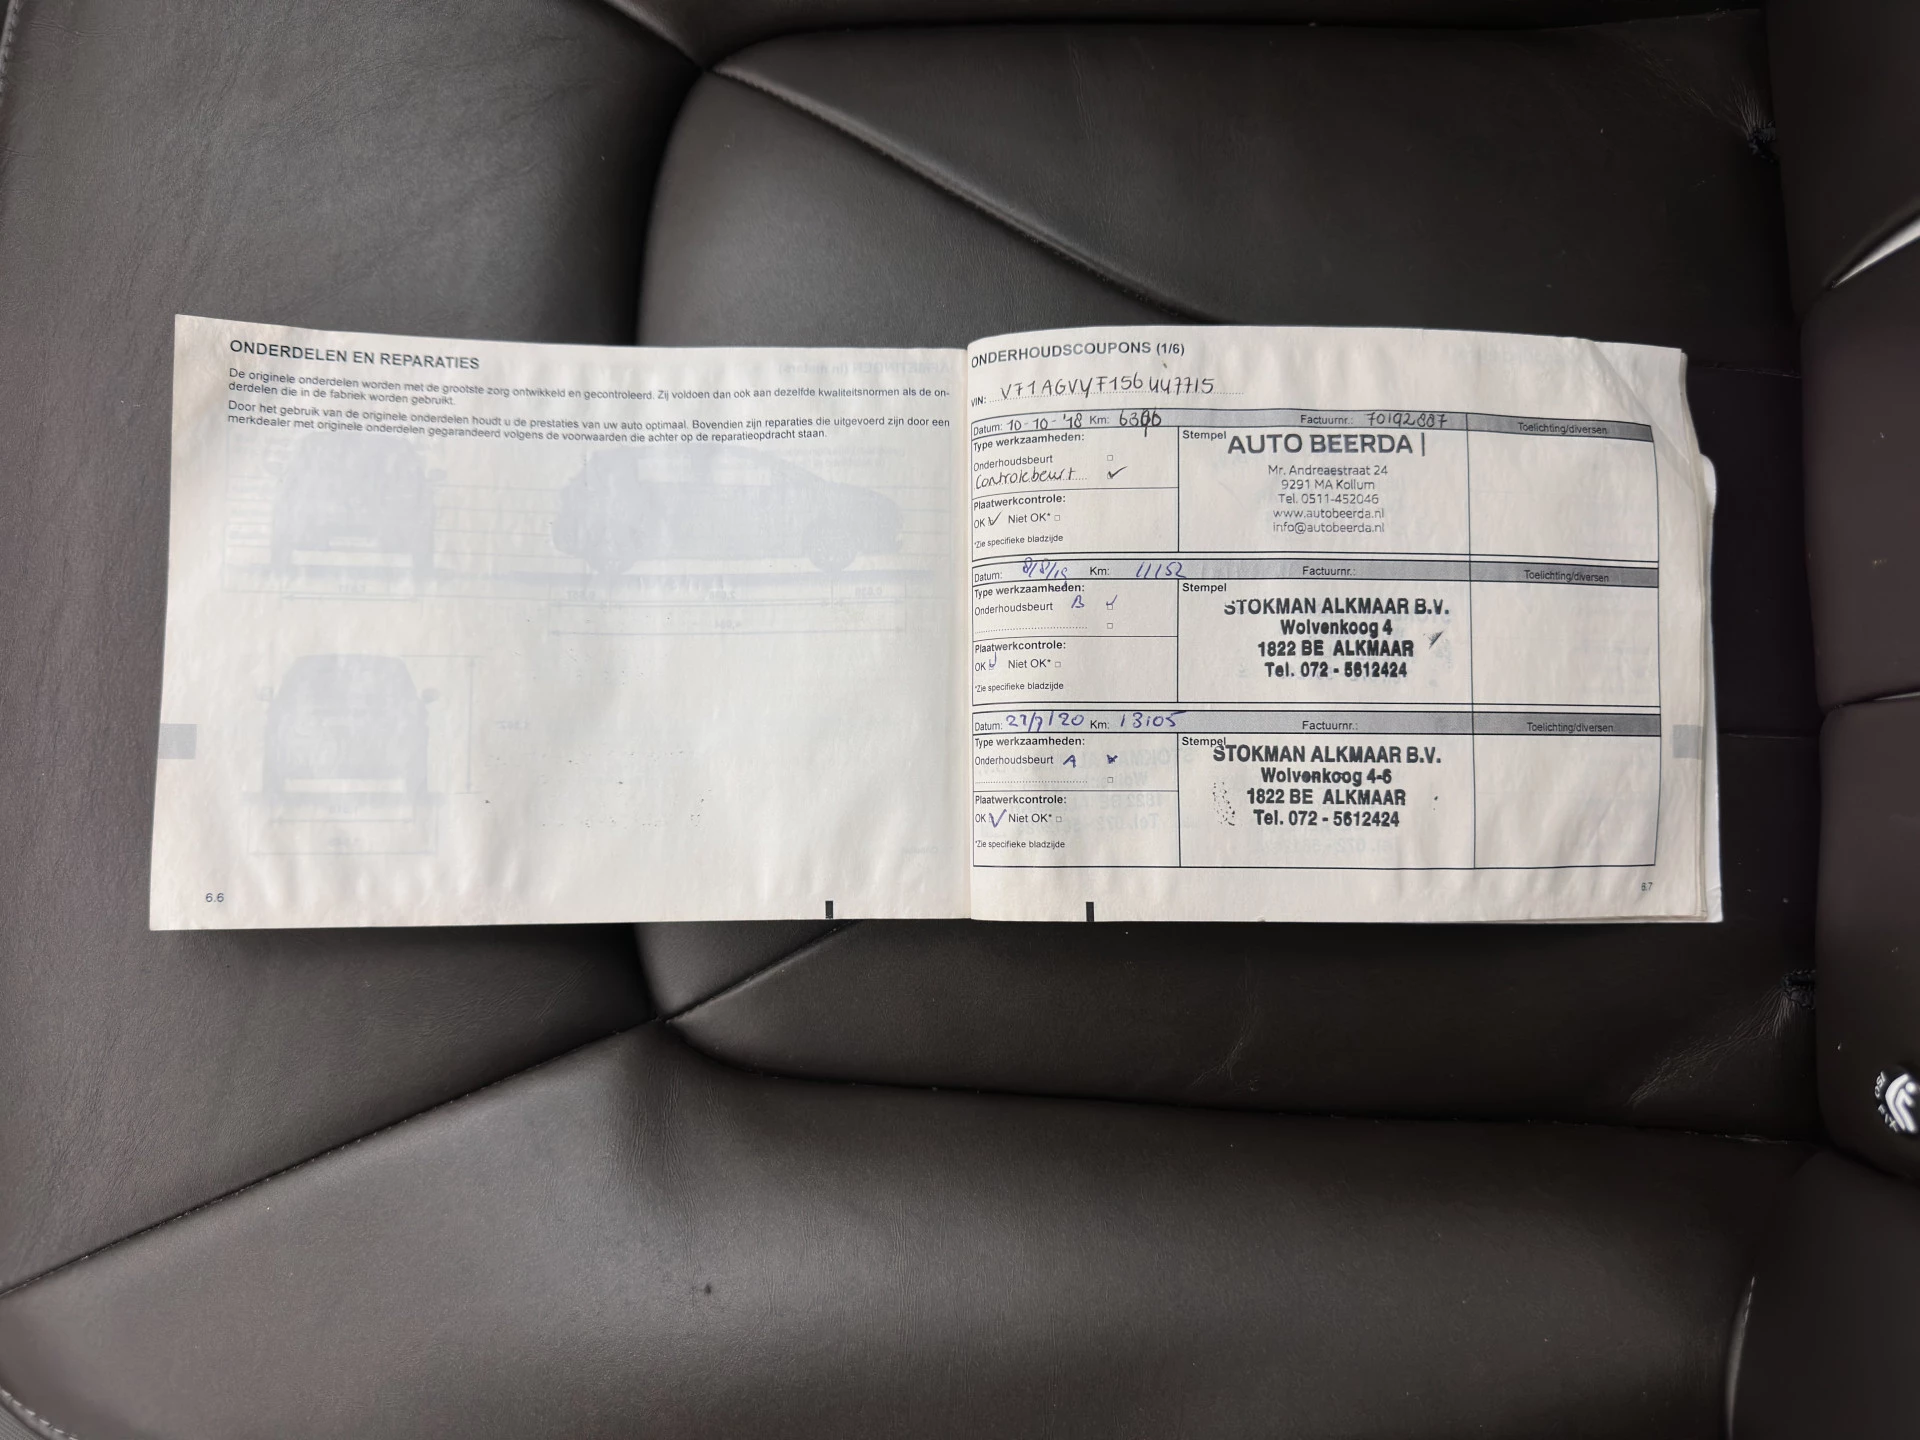 ONDERDELEN EN REPARATIES
De originele onderdelen worden met de grootste zorg ontwikkeld en gecontroleerd. Zij voldoen dan ook aan dezelfde kwaliteitsnormen als de on-
derdelen die in de fabriek worden gebruikt.
Door het gebruik van de originele onderdelen houdt u de prestaties van uw auto optimaal. Bovendien zijn reparaties die uitgevoerd zijn door een
merkdealer met originele onderdelen gegarandeerd volgens de voorwaarden die achter op de reparatieopdracht staan.
6.6
ONDERHOUDSCOUPONS (1/6)
VIN: VF1AGVYF156447715
Datum: 10-10-'18 Km: Factuurnr.: 70192887 Toelichting/diversen
Type werkzaamheden:
Onderhoudsbeurt
Controlebeurt
Plaatwerkcontrole:
OK Niet OK*
*Zie specifieke bladzijde
Stempel
AUTO BEERDA
Mr. Andreaestraat 24
9291 MA Kollum
Tel. 0511-452046
www.autobeerda.nl
info@autobeerda.nl
Datum: Km: 11152 Factuurnr.: Toelichting/diversen
Type werkzaamheden:
Onderhoudsbeurt B
Plaatwerkcontrole:
OK Niet OK*
*Zie specifieke bladzijde
Stempel
STOKMAN ALKMAAR B.V.
Wolvenkoog 4
1822 BE ALKMAAR
Tel. 072 - 5612424
Datum: 27/7/20 Km: 13105 Factuurnr.: Toelichting/diversen
Type werkzaamheden:
Onderhoudsbeurt A
Plaatwerkcontrole:
OK Niet OK*
*Zie specifieke bladzijde
Stempel
STOKMAN ALKMAAR B.V.
Wolvenkoog 4-6
1822 BE ALKMAAR
Tel. 072 - 5612424
6.7
ISOFIX